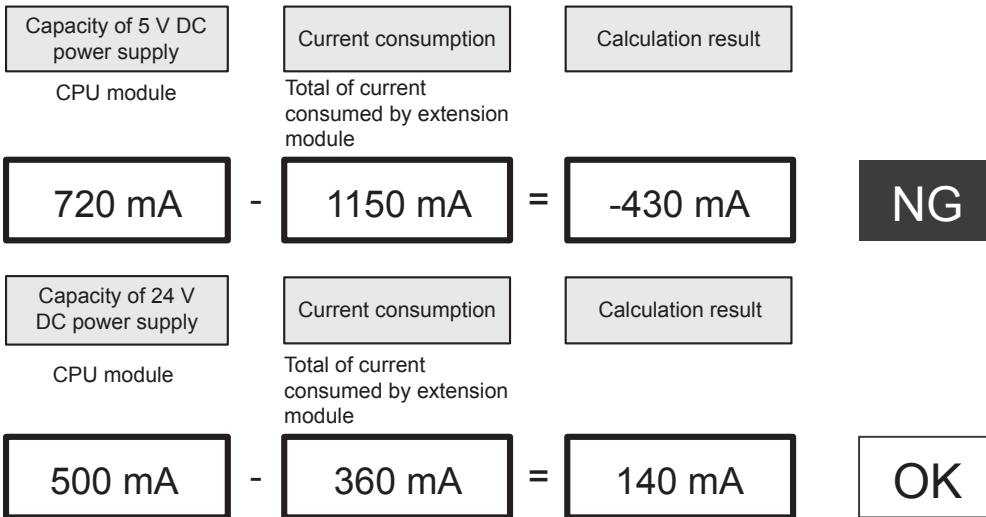 Capacity of 5 V DC
power supply
Current consumption
Calculation result
CPU module
Total of current
consumed by extension
module
720 mA - 1150 mA = -430 mA NG
Capacity of 24 V
DC power supply
Current consumption
Calculation result
CPU module
Total of current
consumed by extension
module
500 mA - 360 mA = 140 mA OK